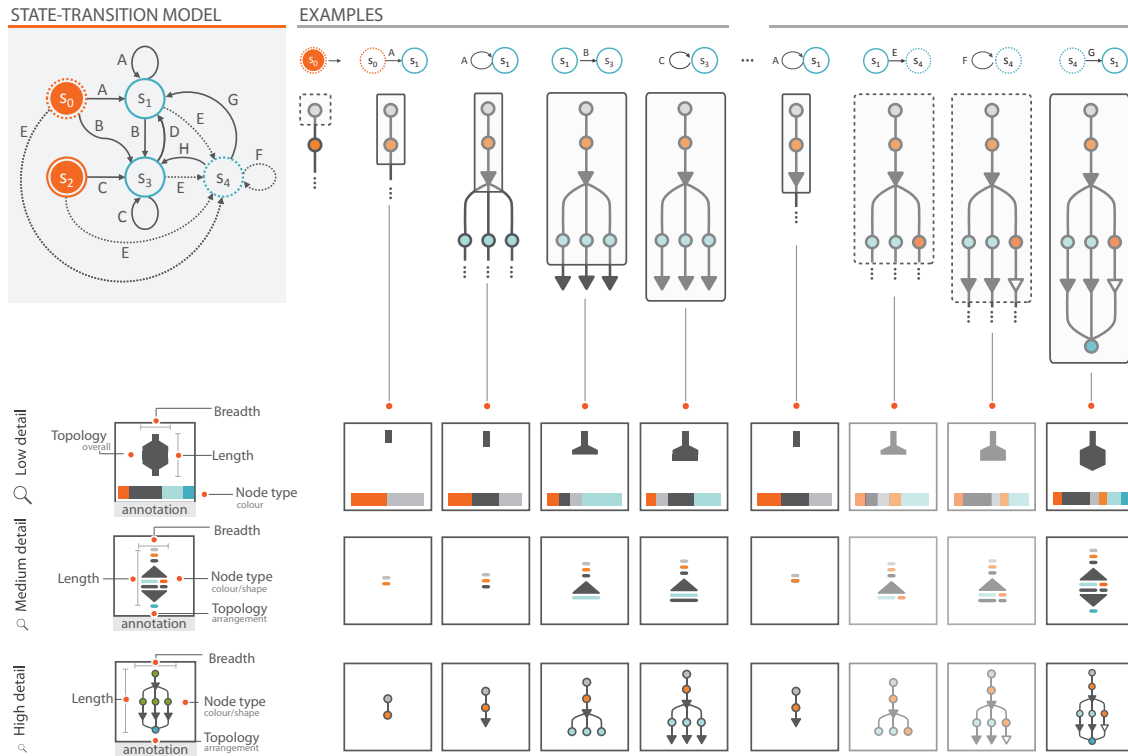 STATE-TRANSITION MODEL
EXAMPLES
S0
S0 A S1
A S1
S1 B S3
C S3
...
A S1
S1 E S4
F S4
S4 G S1
A
S0 A S1
G
E
B
B D E
H F
S2 C S3 E S4
C
E
Low detail
Breadth
Topology
overall
Length
Node type
colour
annotation
Medium detail
Breadth
Length
Node type
colour/shape
Topology
arrangement
annotation
High detail
Breadth
Length
Node type
colour/shape
Topology
arrangement
annotation